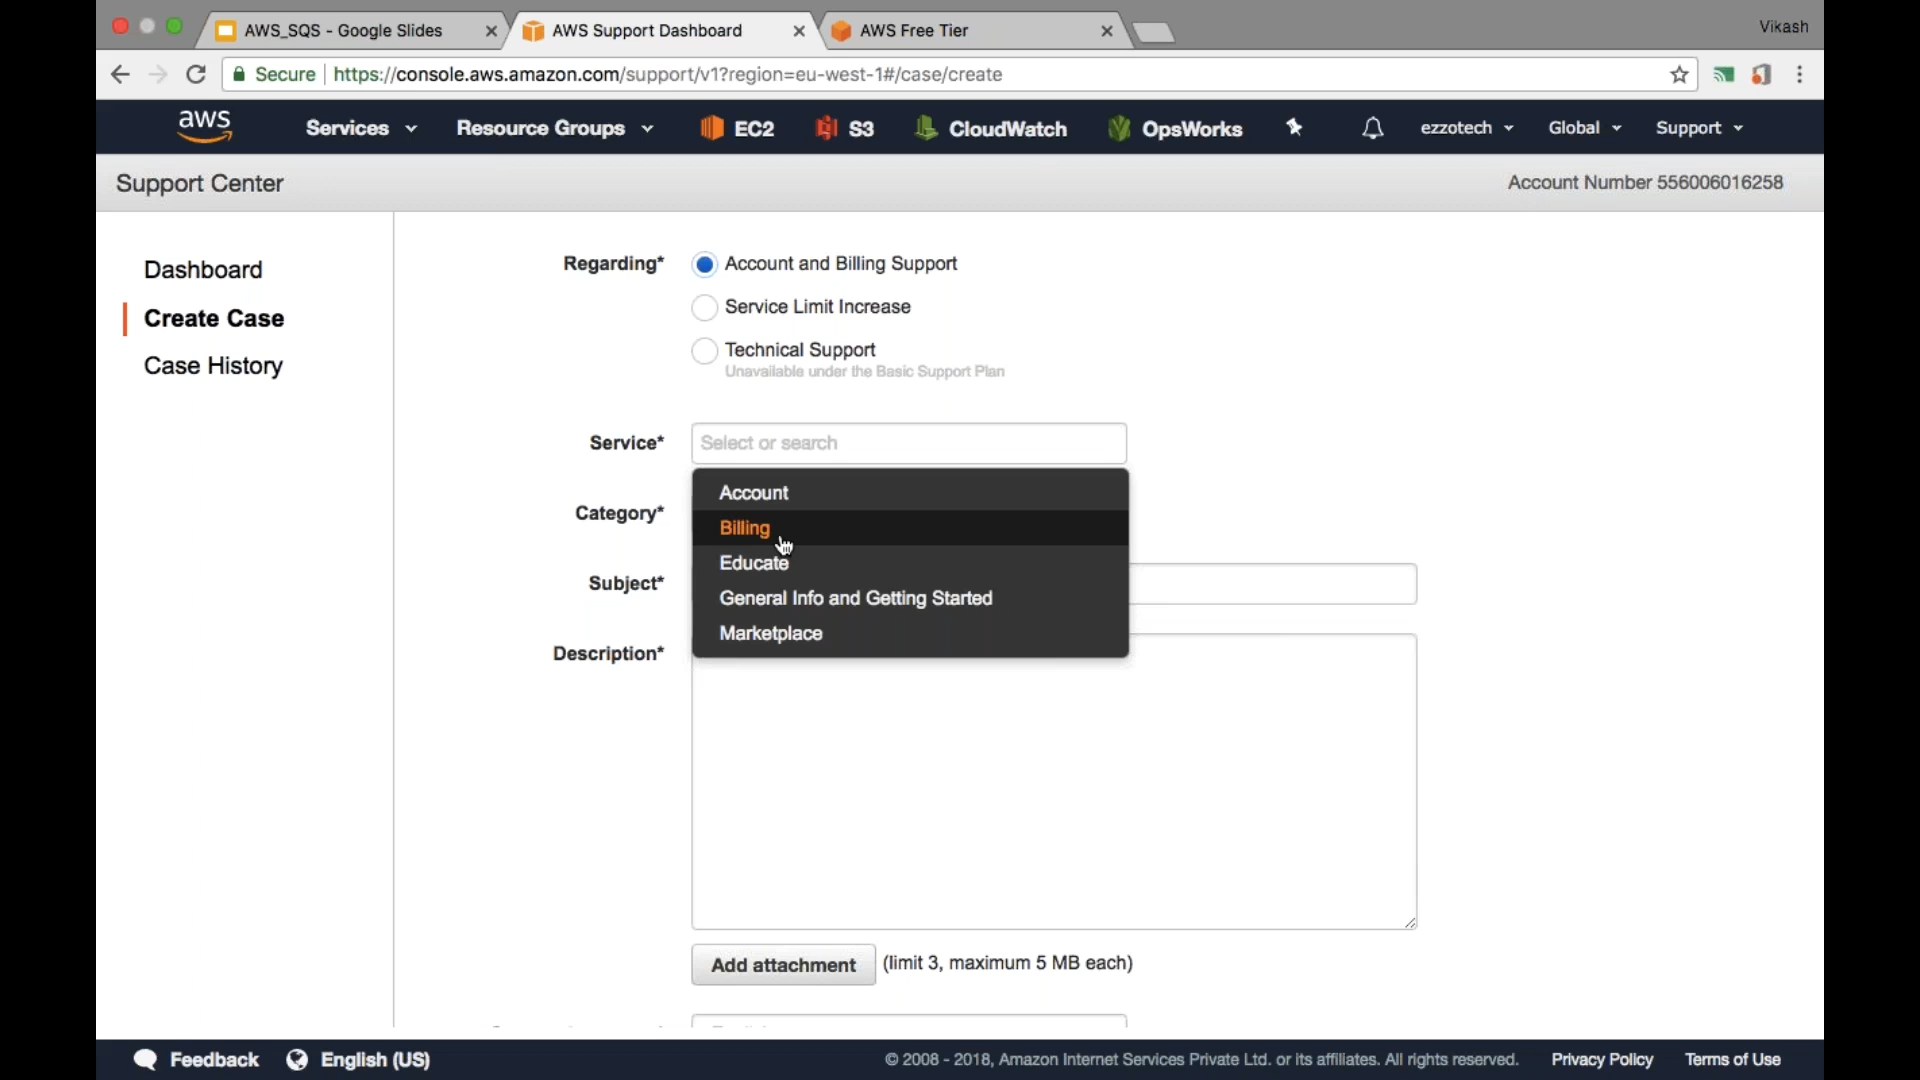 AWS_SQS - Google Slides
AWS Support Dashboard
AWS Free Tier
Vikash
Secure
https://console.aws.amazon.com/support/v1?region=eu-west-1#/case/create
aws
Services
Resource Groups
EC2
S3
CloudWatch
OpsWorks
ezzotech
Global
Support
Support Center
Account Number 556006016258
Dashboard
Create Case
Case History
Regarding*
Account and Billing Support
Service Limit Increase
Technical Support
Unavailable under the Basic Support Plan
Service*
Select or search
Category*
Account
Billing
Educate
General Info and Getting Started
Marketplace
Subject*
Description*
Add attachment
(limit 3, maximum 5 MB each)
Feedback
English (US)
© 2008 - 2018, Amazon Internet Services Private Ltd. or its affiliates. All rights reserved.
Privacy Policy
Terms of Use